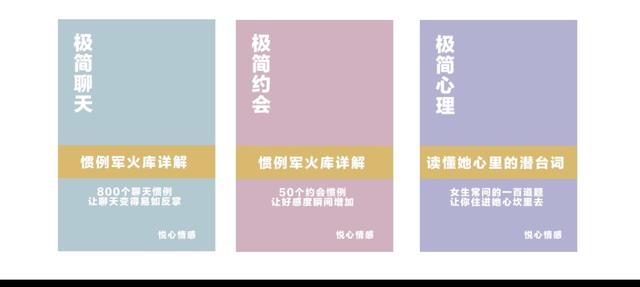 极简聊天
惯例军火库详解
800个聊天惯例
让聊天变得易如反掌
悦心情感
极简约会
惯例军火库详解
50个约会惯例
让好感度瞬间增加
悦心情感
极简心理
读懂她心里的潜台词
女生常问的一百道题
让你住进她心坎里去
悦心情感